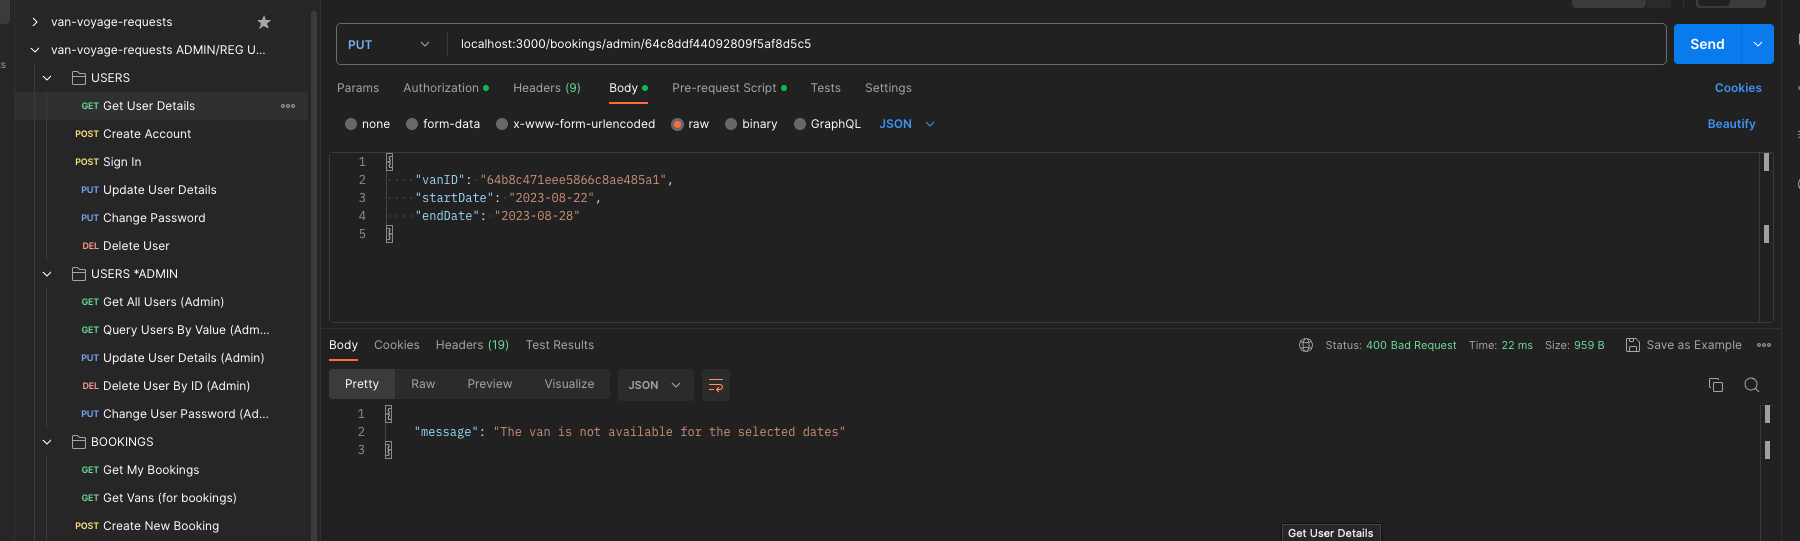 van-voyage-requests
van-voyage-requests ADMIN/REG U...
USERS
GET Get User Details
POST Create Account
POST Sign In
PUT Update User Details
PUT Change Password
DEL Delete User
USERS *ADMIN
GET Get All Users (Admin)
GET Query Users By Value (Adm...
PUT Update User Details (Admin)
DEL Delete User By ID (Admin)
PUT Change User Password (Ad...
BOOKINGS
GET Get My Bookings
GET Get Vans (for bookings)
POST Create New Booking
PUT localhost:3000/bookings/admin/64c8ddf44092809f5af8d5c5 Send
Params Authorization Headers (9) Body Pre-request Script Tests Settings Cookies
none form-data x-www-form-urlencoded raw binary GraphQL JSON Beautify
1 {
2 "vanID": "64b8c471eee5866c8ae485a1",
3 "startDate": "2023-08-22",
4 "endDate": "2023-08-28"
5 }
Body Cookies Headers (19) Test Results Status: 400 Bad Request Time: 22 ms Size: 959 B Save as Example
Pretty Raw Preview Visualize JSON
1 {
2 "message": "The van is not available for the selected dates"
3 }
Get User Details